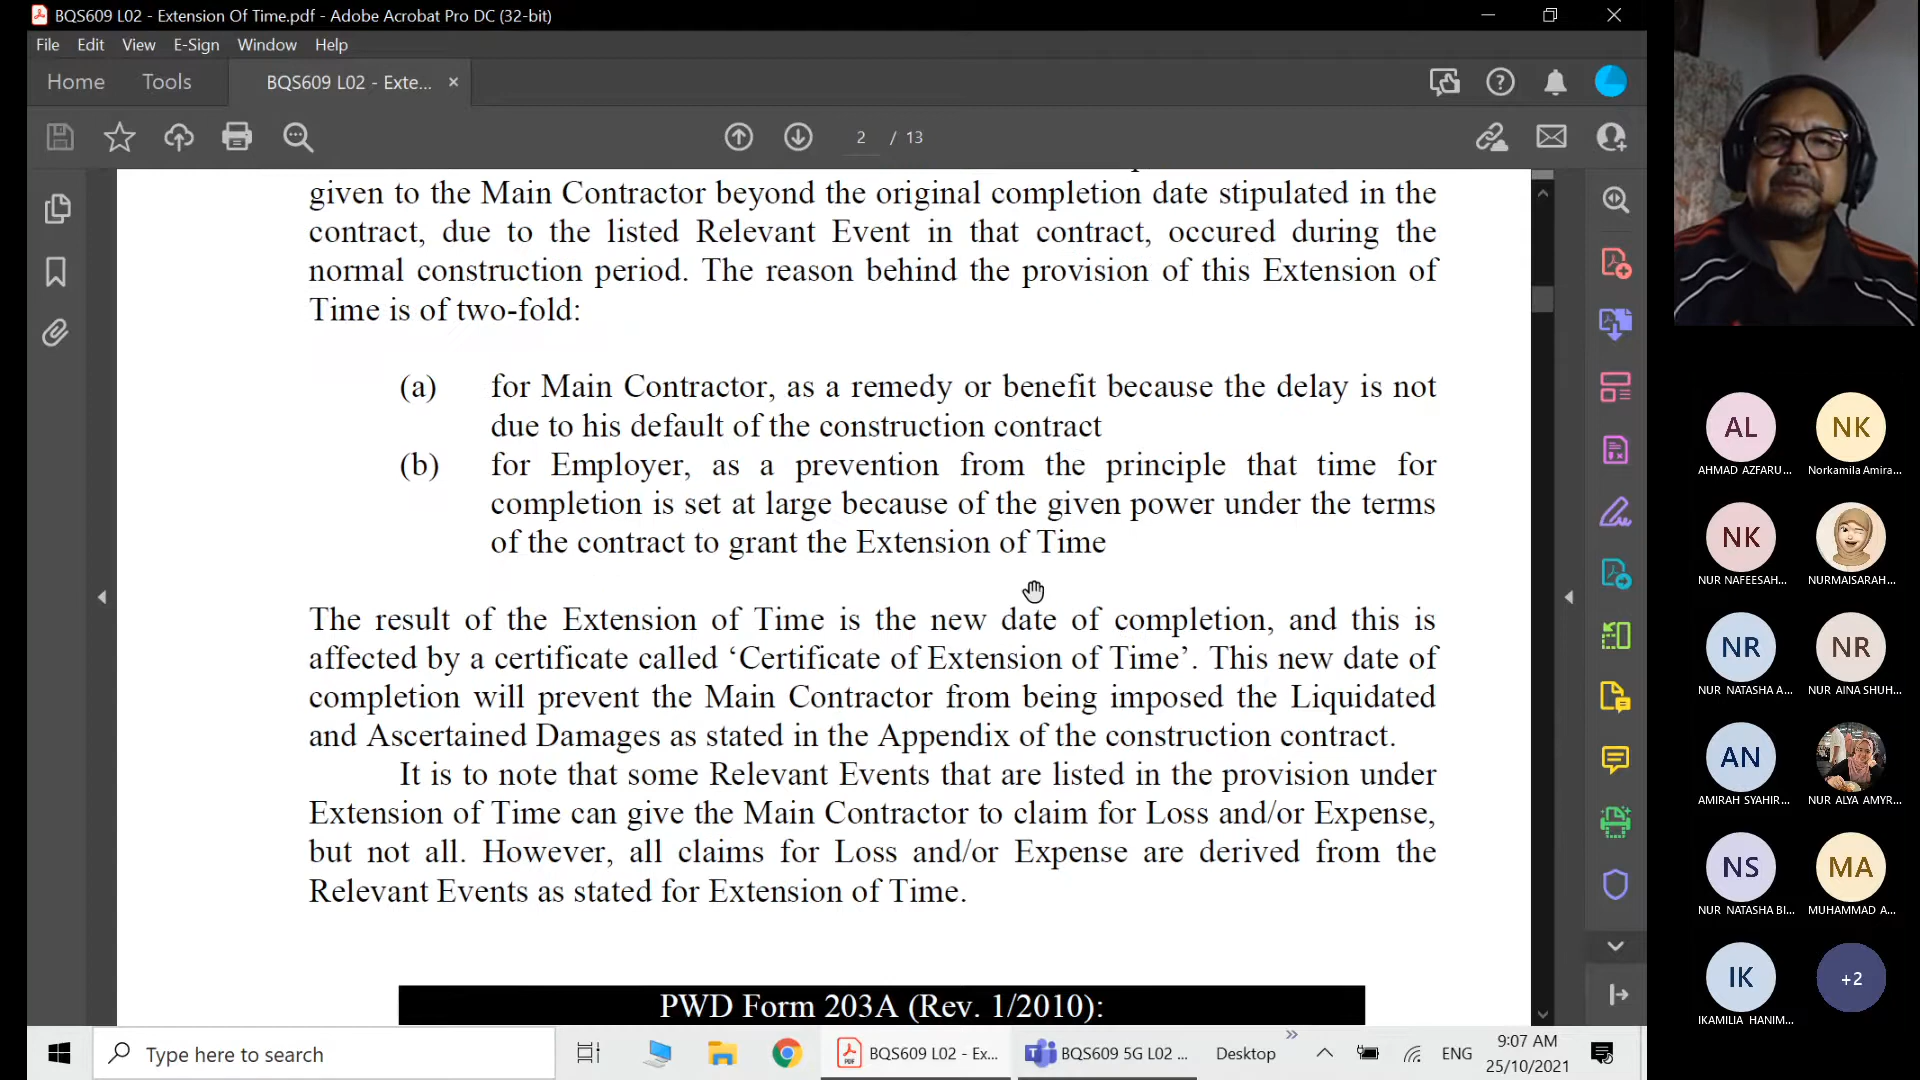 BQS609 L02 - Extension Of Time.pdf - Adobe Acrobat Pro DC (32-bit)
File Edit View E-Sign Window Help
Home Tools BQS609 L02 - Exte... ×
2 / 13
given to the Main Contractor beyond the original completion date stipulated in the
contract, due to the listed Relevant Event in that contract, occured during the
normal construction period. The reason behind the provision of this Extension of
Time is of two-fold:
(a) for Main Contractor, as a remedy or benefit because the delay is not
due to his default of the construction contract
(b) for Employer, as a prevention from the principle that time for
completion is set at large because of the given power under the terms
of the contract to grant the Extension of Time
The result of the Extension of Time is the new date of completion, and this is
affected by a certificate called ‘Certificate of Extension of Time’. This new date of
completion will prevent the Main Contractor from being imposed the Liquidated
and Ascertained Damages as stated in the Appendix of the construction contract.
It is to note that some Relevant Events that are listed in the provision under
Extension of Time can give the Main Contractor to claim for Loss and/or Expense,
but not all. However, all claims for Loss and/or Expense are derived from the
Relevant Events as stated for Extension of Time.
PWD Form 203A (Rev. 1/2010):
AL NK
AHMAD AZFARU... Norkamila Amira...
NK
NUR NAFEESAH... NURMAISARAH...
NR NR
NUR NATASHA A... NUR AINA SHUH...
AN
AMIRAH SYAHIR... NUR ALYA AMYR...
NS MA
NUR NATASHA BI... MUHAMMAD A...
IK +2
IKAMILIA HANIM...
Type here to search
BQS609 L02 - Ex... BQS609 5G L02 ... Desktop » ENG 9:07 AM
25/10/2021